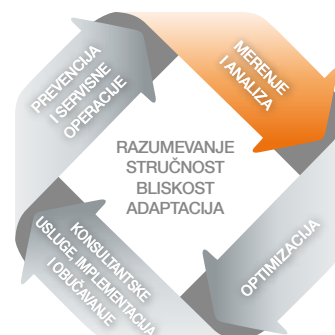 PREVENCIJA
I SERVISNE
OPERACIJE
MERENJE
I ANALIZA
RAZUMEVANJE
STRUČNOST
BLISKOST
ADAPTACIJA
OPTIMIZACIJA
KONSULTANTSKE
USLUGE, IMPLEMENTACIJA
I OBUČAVANJE